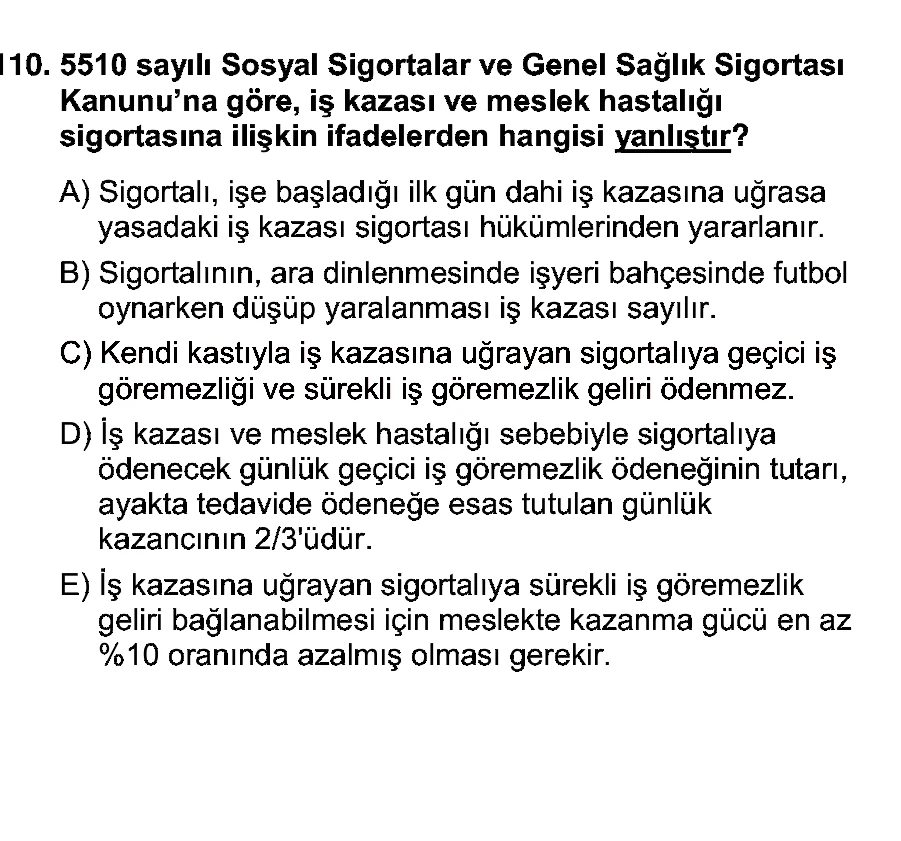 110. 5510 sayılı Sosyal Sigortalar ve Genel Sağlık Sigortası
Kanunu’na göre, iş kazası ve meslek hastalığı
sigortasına ilişkin ifadelerden hangisi yanlıştır?
A) Sigortalı, işe başladığı ilk gün dahi iş kazasına uğrasa
yasadaki iş kazası sigortası hükümlerinden yararlanır.
B) Sigortalının, ara dinlenmesinde işyeri bahçesinde futbol
oynarken düşüp yaralanması iş kazası sayılır.
C) Kendi kastıyla iş kazasına uğrayan sigortalıya geçici iş
göremezliği ve sürekli iş göremezlik geliri ödenmez.
D) İş kazası ve meslek hastalığı sebebiyle sigortalıya
ödenecek günlük geçici iş göremezlik ödeneğinin tutarı,
ayakta tedavide ödeneğe esas tutulan günlük
kazancının 2/3'üdür.
E) İş kazasına uğrayan sigortalıya sürekli iş göremezlik
geliri bağlanabilmesi için meslekte kazanma gücü en az
%10 oranında azalmış olması gerekir.